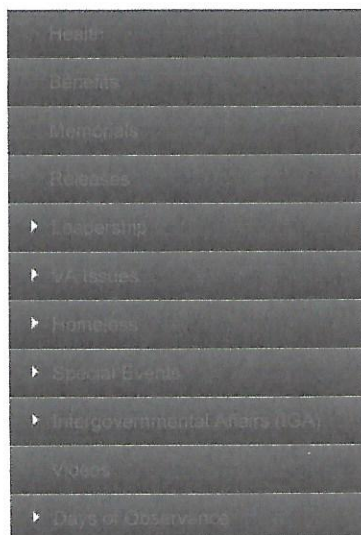 Health
Benefits
Memorials
Releases
Leadership
VA Issues
Homeless
Special Events
Intergovernmental Affairs (IGA)
Videos
Days of Observance